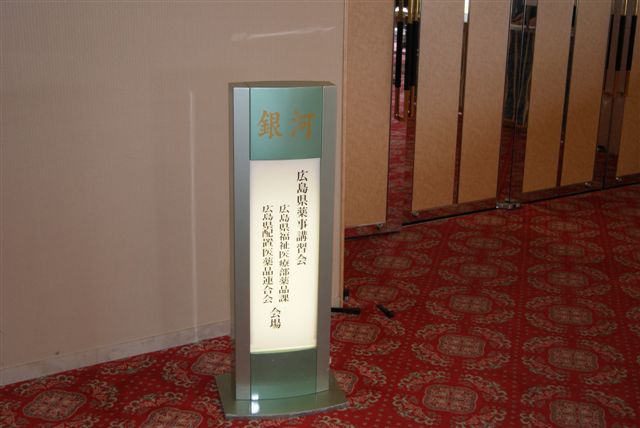 銀河
広島県薬事講習会
広島県福祉医療部薬品課
広島県配置医薬品連合会
会場